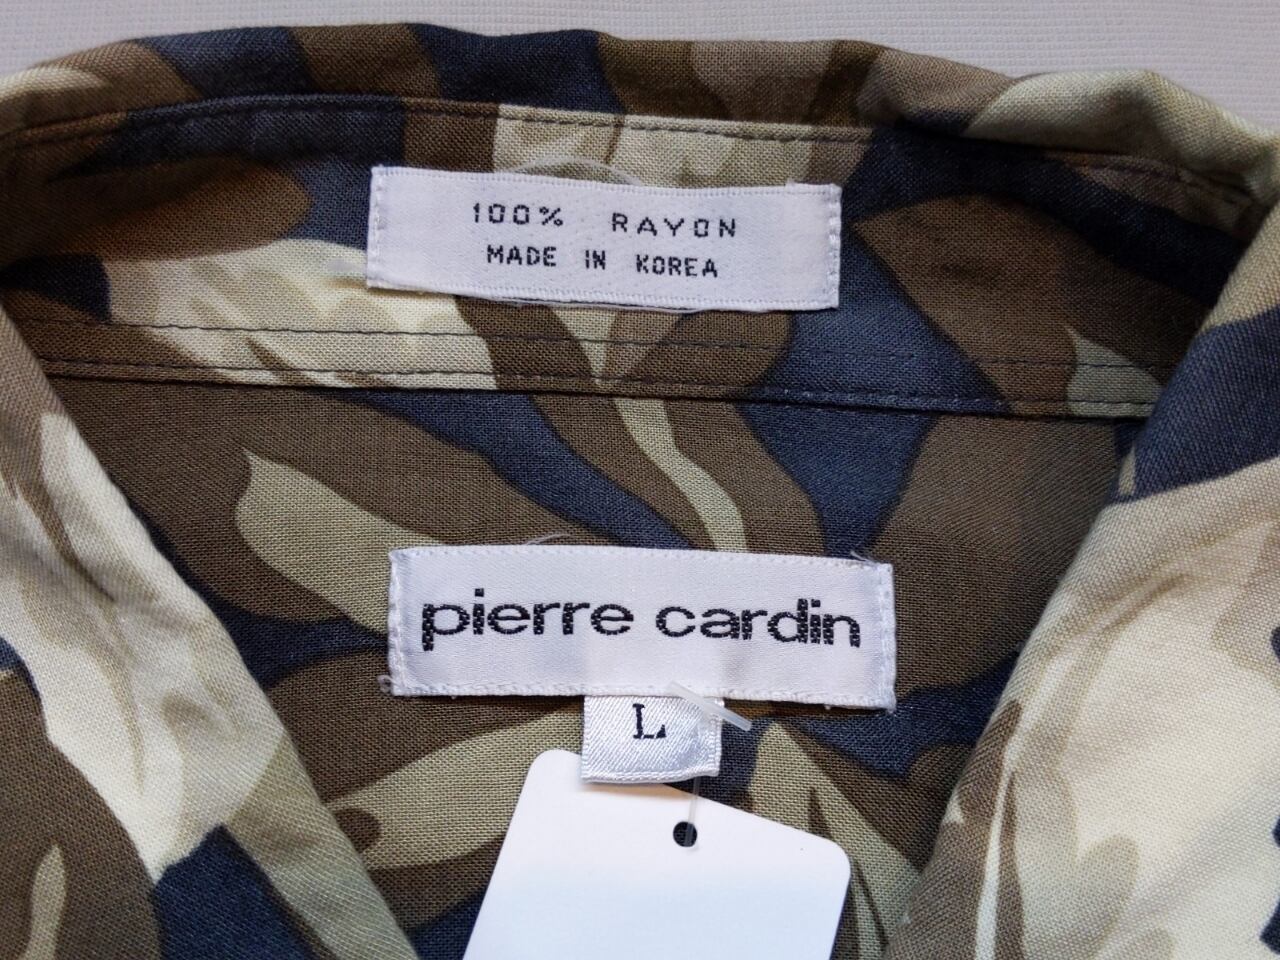 100% RAYON
MADE IN KOREA
pierre cardin
L